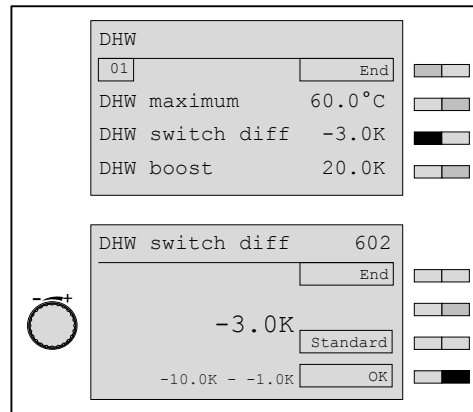 DHW
01 End
DHW maximum 60.0°C
DHW switch diff -3.0K
DHW boost 20.0K
DHW switch diff 602
End
- +
-3.0K
Standard
-10.0K - -1.0K OK